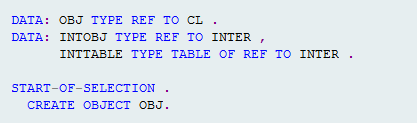 DATA: OBJ TYPE REF TO CL .
DATA: INTOBJ TYPE REF TO INTER ,
INTTABLE TYPE TABLE OF REF TO INTER .
START-OF-SELECTION .
CREATE OBJECT OBJ.